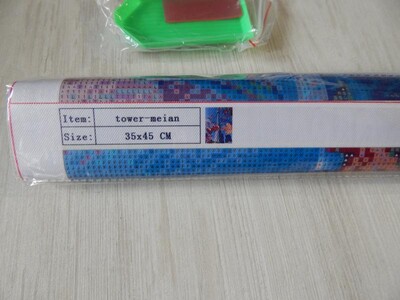 Item: tower-meian
Size: 35x45 CM